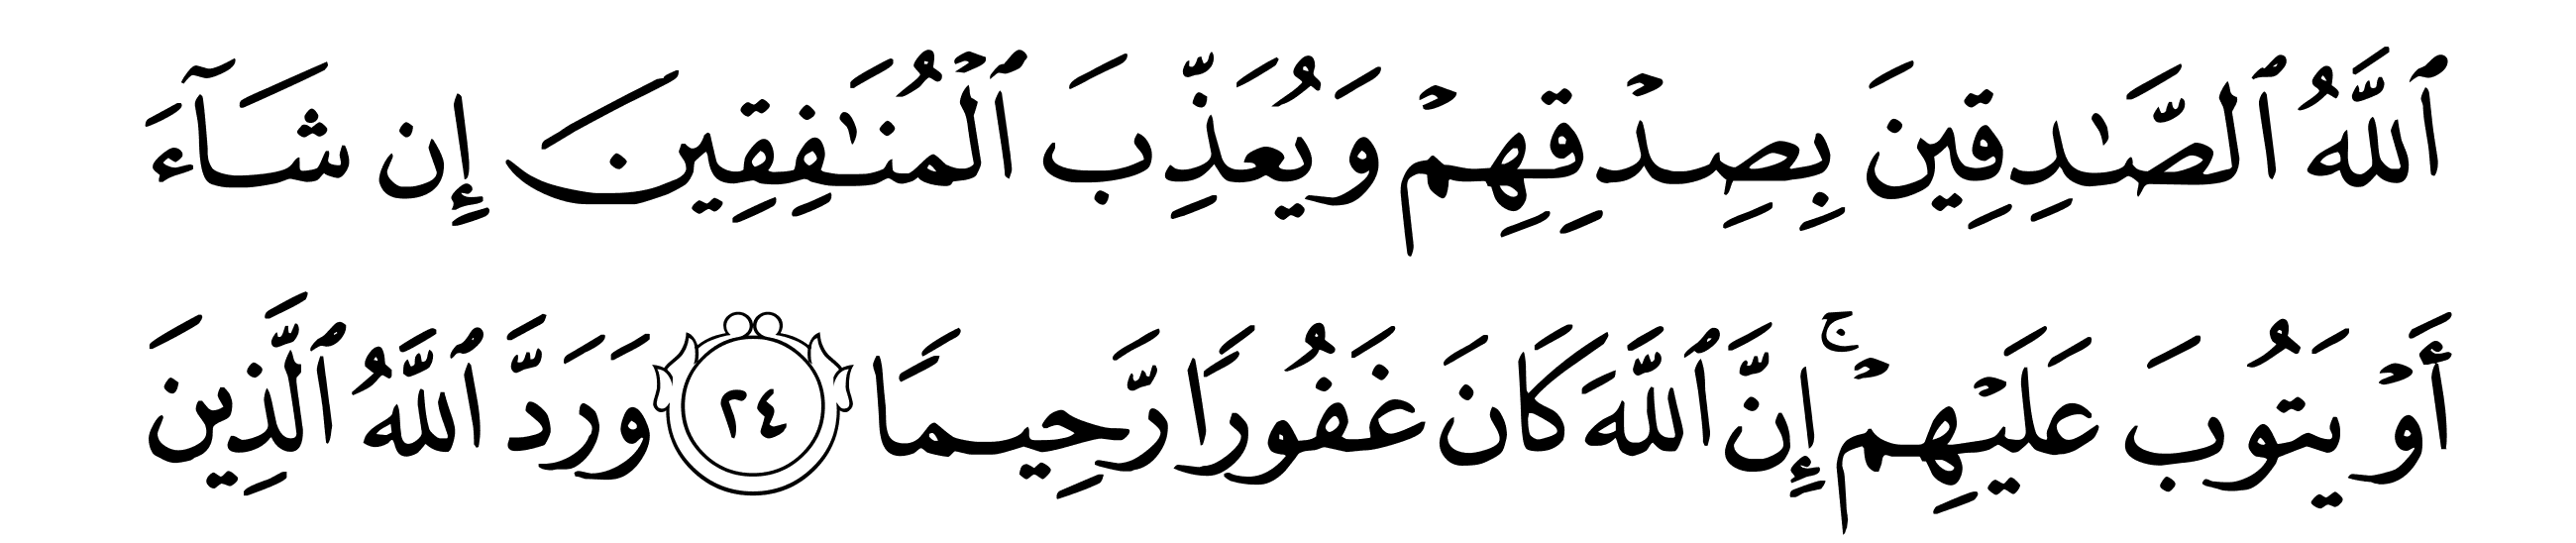 ٱللَّهُ ٱلصَّـٰدِقِينَ بِصِدۡقِهِمۡ وَيُعَذِّبَ ٱلۡمُنَـٰفِقِينَ إِن شَآءَ
أَوۡ يَتُوبَ عَلَيۡهِمۡۚ إِنَّ ٱللَّهَ كَانَ غَفُورًا رَّحِيمًا ٢٤ وَرَدَّ ٱللَّهُ ٱلَّذِينَ